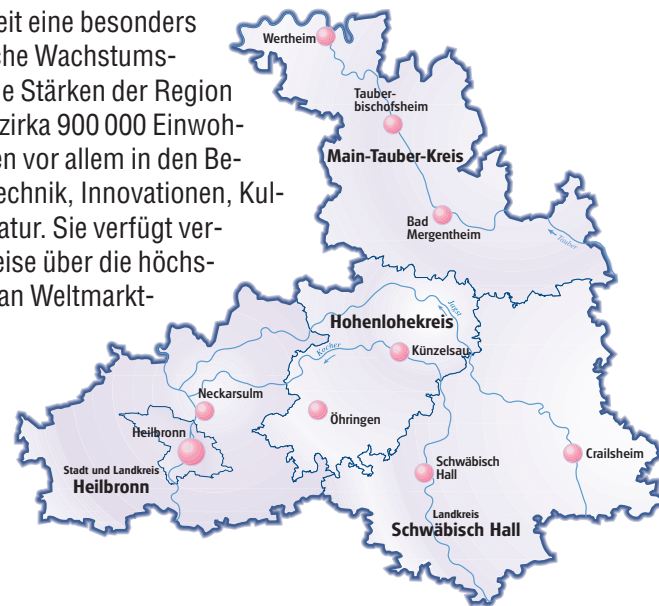 eit eine besonders
che Wachstums-
e Stärken der Region
zirka 900 000 Einwoh-
en vor allem in den Be-
echnik, Innovationen, Kul-
atur. Sie verfügt ver-
eise über die höchs-
an Weltmarkt-
Wertheim
Tauber-
bischofsheim
Main-Tauber-Kreis
Bad
Mergentheim
Tauber
Jagst
Hohenlohekreis
Kocher
Künzelsau
Neckarsulm
Öhringen
Heilbronn
Crailsheim
Schwäbisch
Hall
Stadt und Landkreis
Heilbronn
Landkreis
Schwäbisch Hall